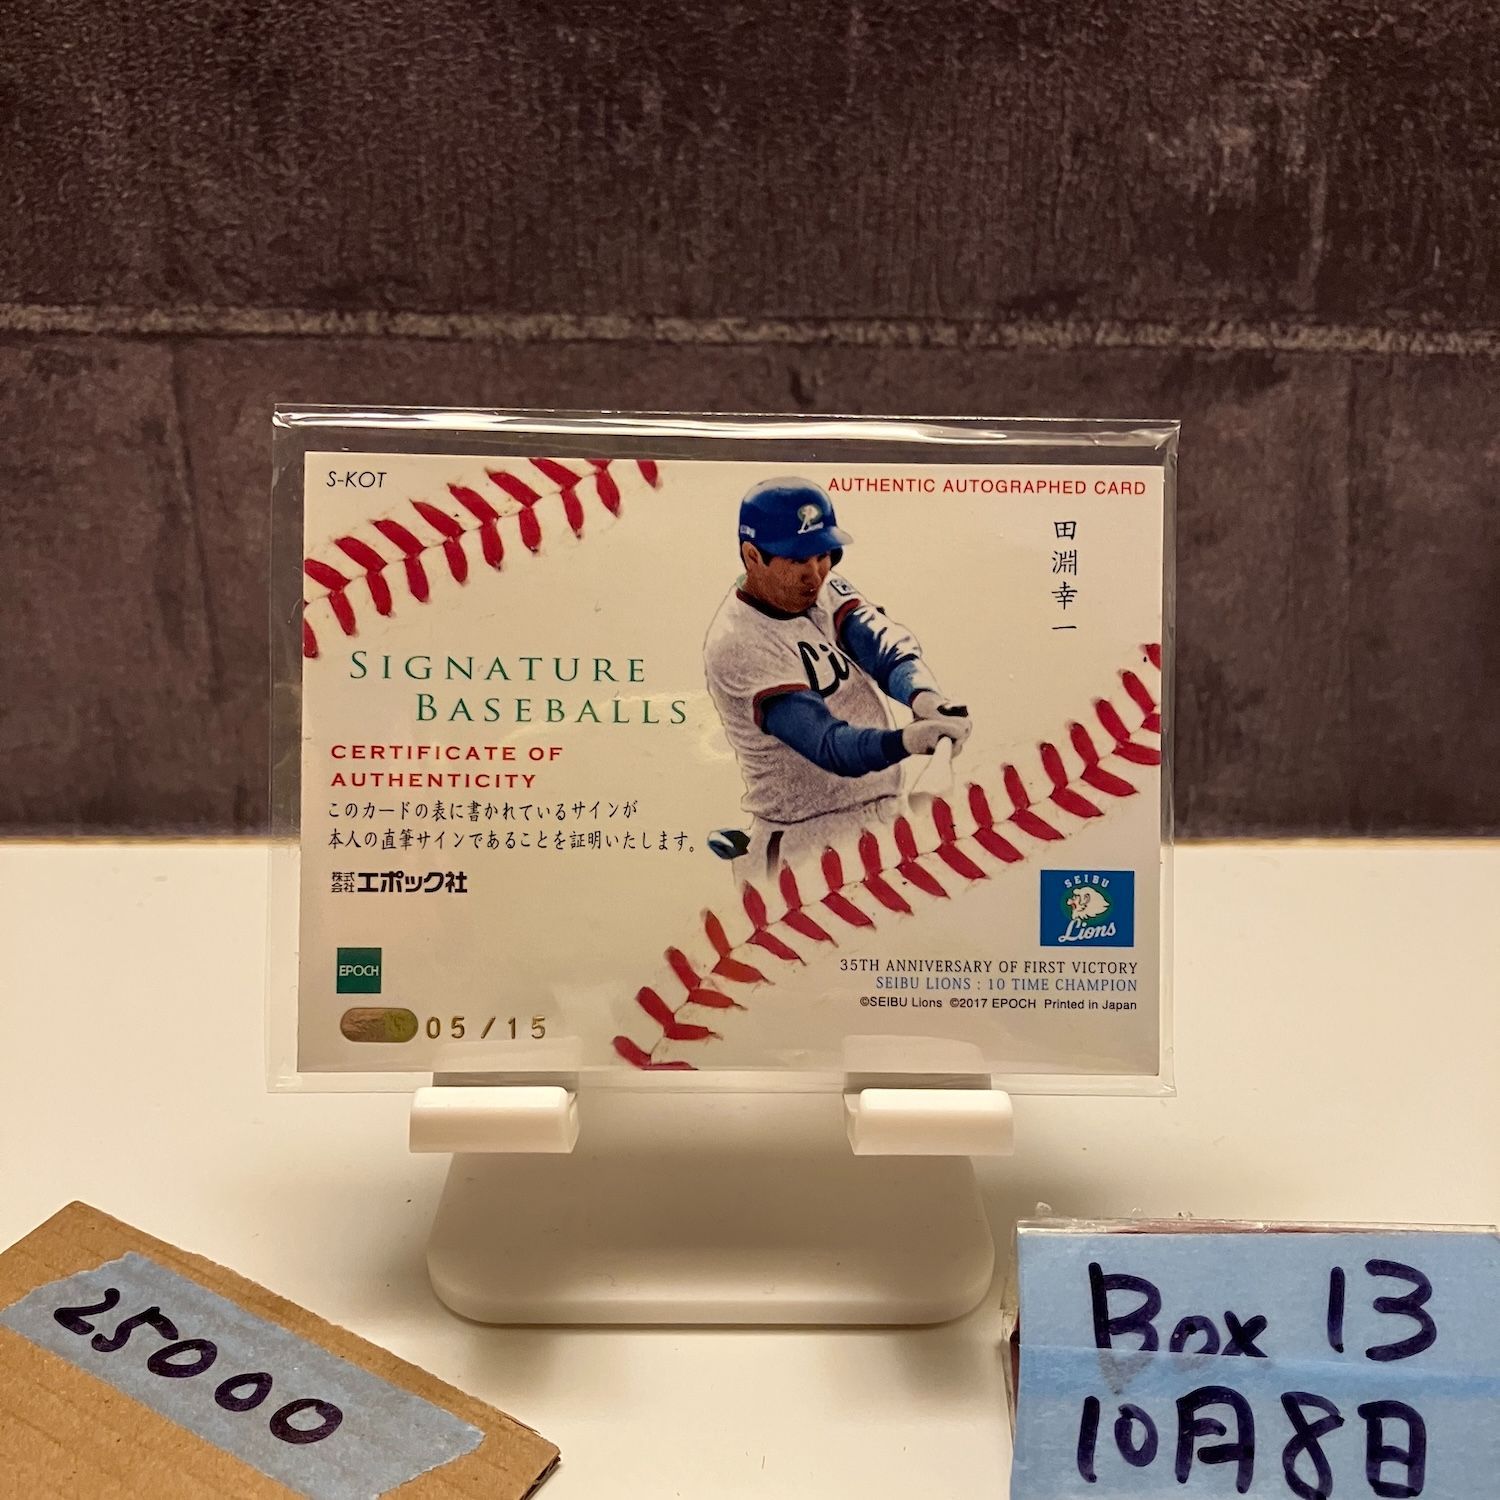 S-KOT
AUTHENTIC AUTOGRAPHED CARD
田淵幸一
SIGNATURE
BASEBALLS
CERTIFICATE OF
AUTHENTICITY
このカードの表に書かれているサインが
本人の直筆サインであることを証明いたします。
株式会社エポック社
EPOCH
05/15
Li
Lions
SEIBU
Lions
35TH ANNIVERSARY OF FIRST VICTORY
SEIBU LIONS : 10 TIME CHAMPION
©SEIBU Lions ©2017 EPOCH Printed in Japan
25000
Box 13
10月8日